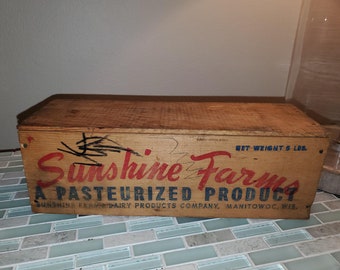 NET WEIGHT 5 LBS.
Sunshine Farms
A PASTEURIZED PRODUCT
SUNSHINE FARMS DAIRY PRODUCTS COMPANY, MANITOWOC, WIS.